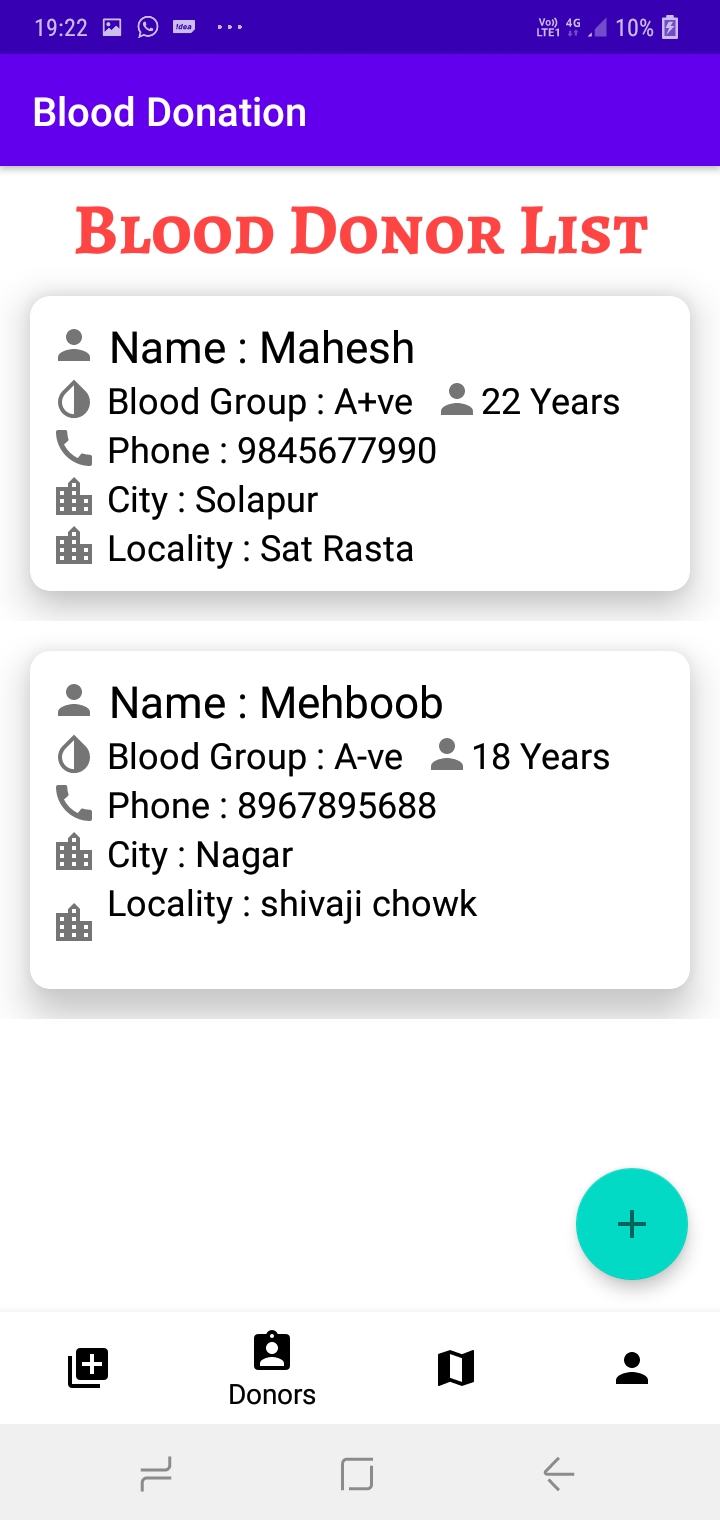 19:22 !dea Vo)) LTE1 4G 10%
Blood Donation
Blood Donor List
Name : Mahesh
Blood Group : A+ve 22 Years
Phone : 9845677990
City : Solapur
Locality : Sat Rasta
Name : Mehboob
Blood Group : A-ve 18 Years
Phone : 8967895688
City : Nagar
Locality : shivaji chowk
Donors